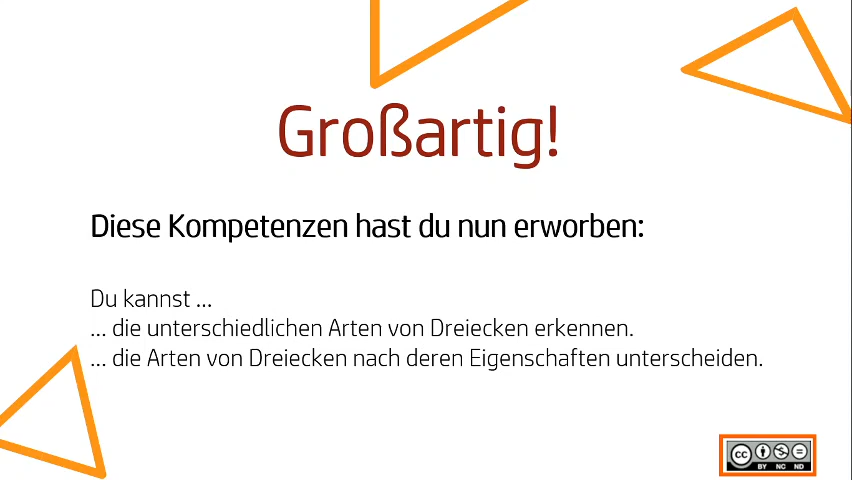 Großartig!
Diese Kompetenzen hast du nun erworben:
Du kannst ...
... die unterschiedlichen Arten von Dreiecken erkennen.
... die Arten von Dreiecken nach deren Eigenschaften unterscheiden.
cc
BY NC ND